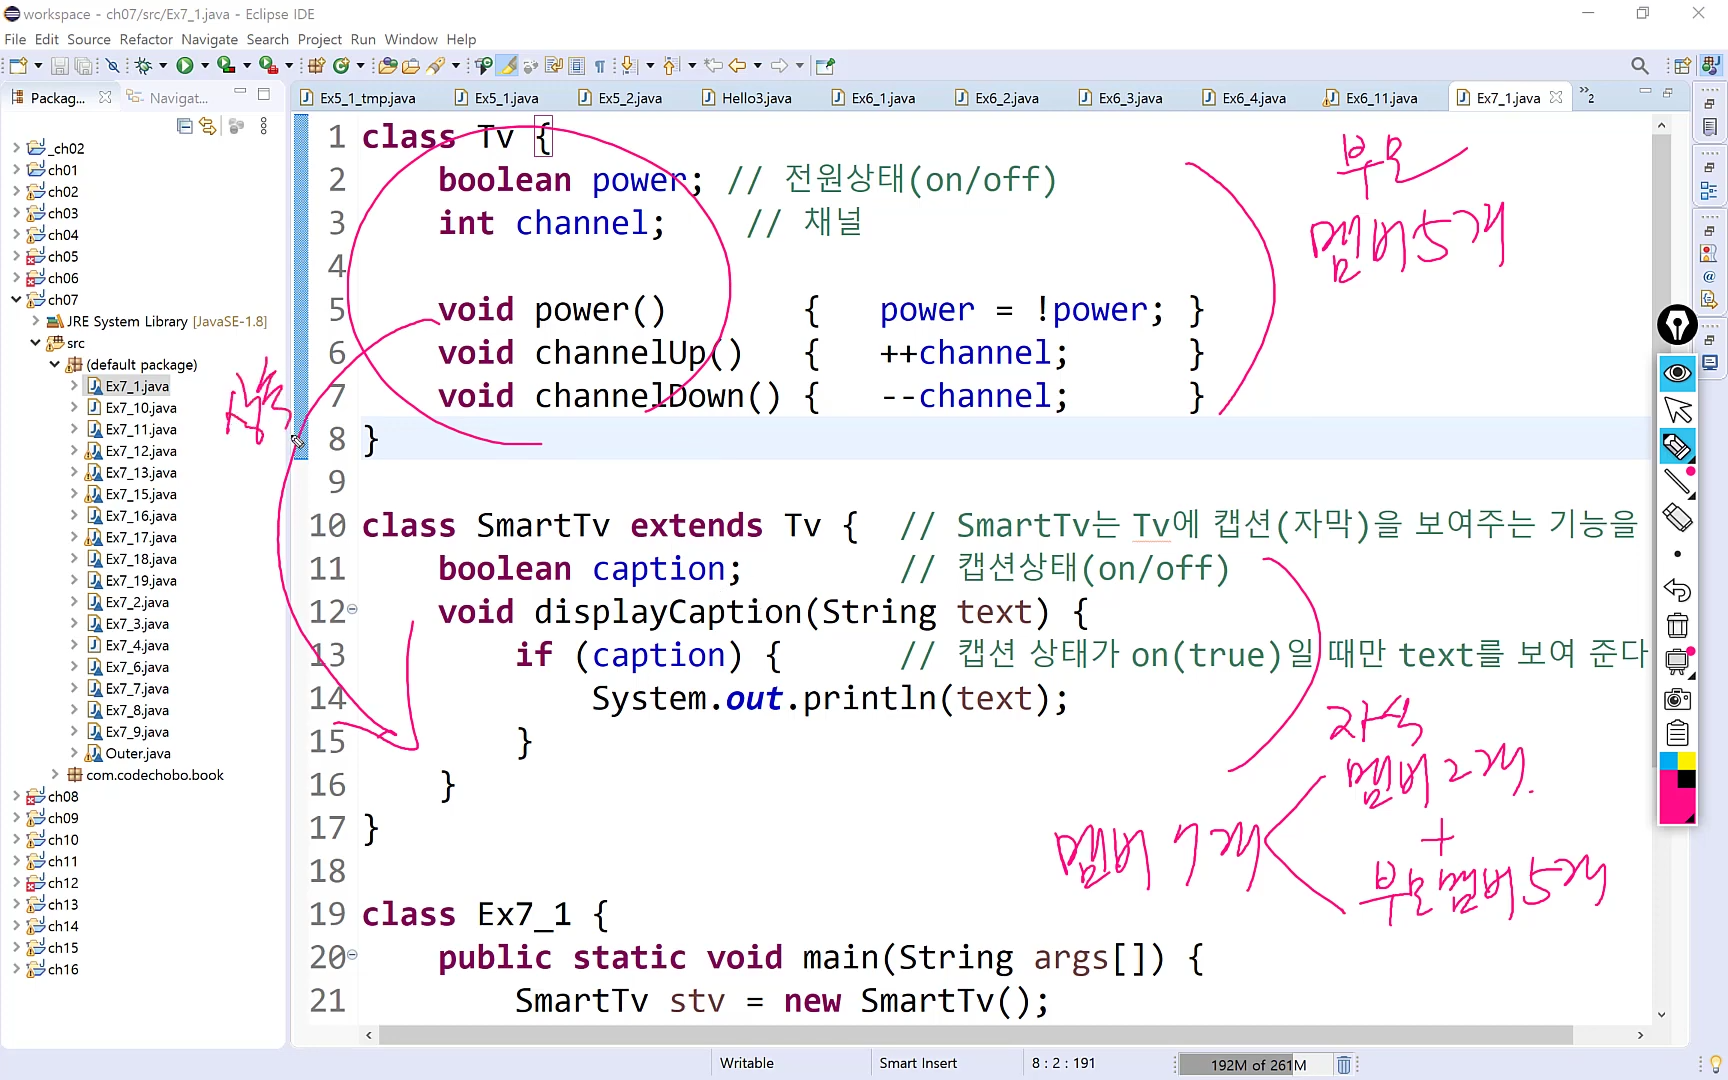 workspace - ch07/src/Ex7_1.java - Eclipse IDE
File Edit Source Refactor Navigate Search Project Run Window Help
Packag... Navigat...
Ex5_1_tmp.java Ex5_1.java Ex5_2.java Hello3.java Ex6_1.java Ex6_2.java Ex6_3.java Ex6_4.java Ex6_11.java Ex7_1.java »2
_ch02
ch01
ch02
ch03
ch04
ch05
ch06
ch07
JRE System Library [JavaSE-1.8]
src
(default package)
Ex7_1.java
Ex7_10.java
Ex7_11.java
Ex7_12.java
Ex7_13.java
Ex7_15.java
Ex7_16.java
Ex7_17.java
Ex7_18.java
Ex7_19.java
Ex7_2.java
Ex7_3.java
Ex7_4.java
Ex7_6.java
Ex7_7.java
Ex7_8.java
Ex7_9.java
Outer.java
com.codechobo.book
ch08
ch09
ch10
ch11
ch12
ch13
ch14
ch15
ch16
상속
1 class Tv {
2 boolean power; // 전원상태(on/off)
3 int channel; // 채널
4
5 void power() { power = !power; }
6 void channelUp() { ++channel; }
7 void channelDown() { --channel; }
8 }
9
10 class SmartTv extends Tv { // SmartTv는 Tv에 캡션(자막)을 보여주는 기능을
11 boolean caption; // 캡션상태(on/off)
12 void displayCaption(String text) {
13 if (caption) { // 캡션 상태가 on(true)일 때만 text를 보여 준다
14 System.out.println(text);
15 }
16 }
17 }
18
19 class Ex7_1 {
20 public static void main(String args[]) {
21 SmartTv stv = new SmartTv();
부모
멤버 5개
자식
멤버 2개.
+
부모멤버 5개
멤버 7개
Writable Smart Insert 8 : 2 : 191 192M of 261M